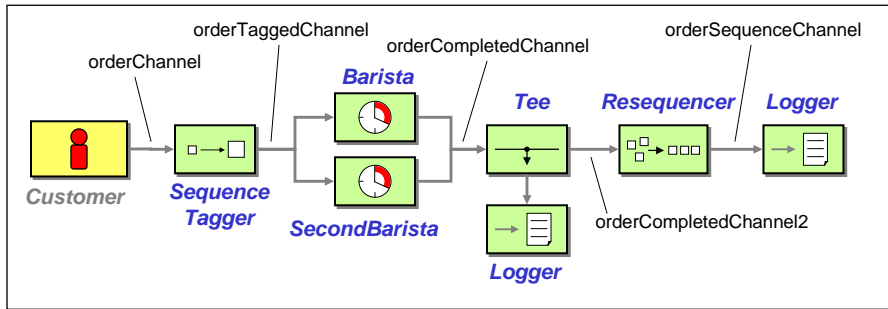 orderTaggedChannel
orderSequenceChannel
orderCompletedChannel
orderChannel
Barista
Tee
Resequencer
Logger
Customer
Sequence
Tagger
SecondBarista
orderCompletedChannel2
Logger